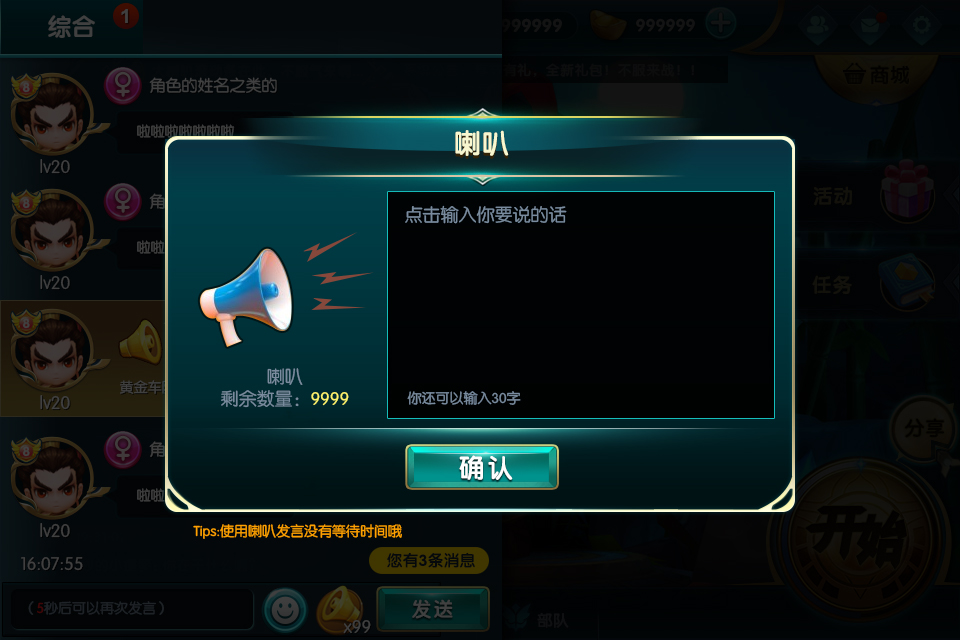 综合
1
999999
999999
商城
角色的姓名之类的
啦啦啦啦啦啦啦
8
lv20
喇叭
角
8
啦啦
lv20
点击输入你要说的话
活动
任务
8
黄金车
lv20
喇叭
剩余数量：9999
你还可以输入30字
分享
角
8
啦啦
lv20
确认
开始
Tips:使用喇叭发言没有等待时间哦
16:07:55
您有3条消息
（5秒后可以再次发言）
x99
发送
部队